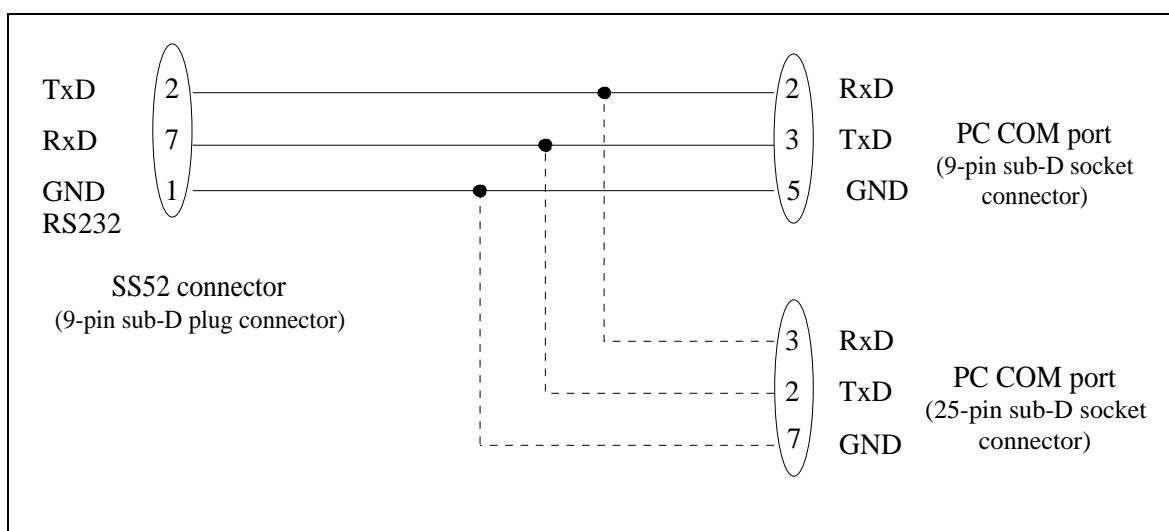 TxD 2 2 RxD
RxD 7 3 TxD
GND 1 5 GND
RS232
PC COM port
(9-pin sub-D socket
connector)
SS52 connector
(9-pin sub-D plug connector)
3 RxD
2 TxD
7 GND
PC COM port
(25-pin sub-D socket
connector)